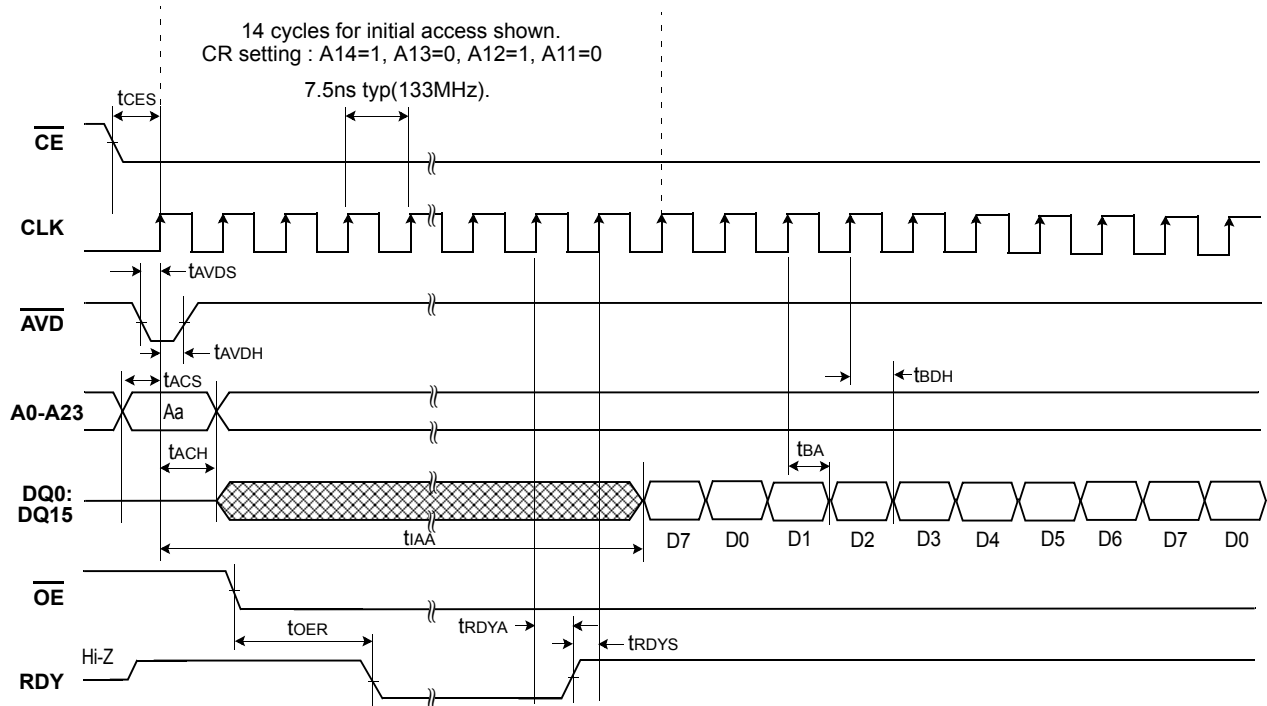 14 cycles for initial access shown.
CR setting : A14=1, A13=0, A12=1, A11=0
7.5ns typ(133MHz).
tCES
CE
CLK
tAVDS
AVD
tAVDH
tACS
tBDH
A0-A23
Aa
tACH
tBA
DQ0:
DQ15
tIAA
D7 D0 D1 D2 D3 D4 D5 D6 D7 D0
OE
tOER
tRDYA
tRDYS
Hi-Z
RDY